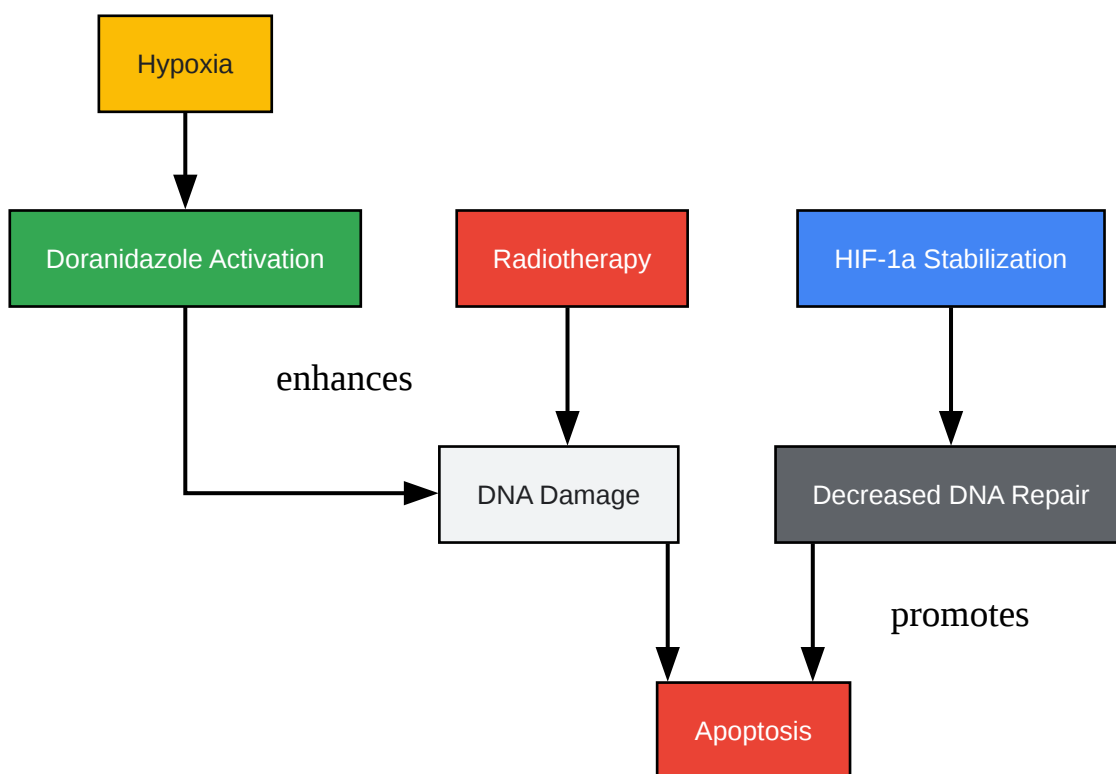 Hypoxia
Doranidazole Activation
Radiotherapy
HIF-1a Stabilization
enhances
DNA Damage
Decreased DNA Repair
promotes
Apoptosis